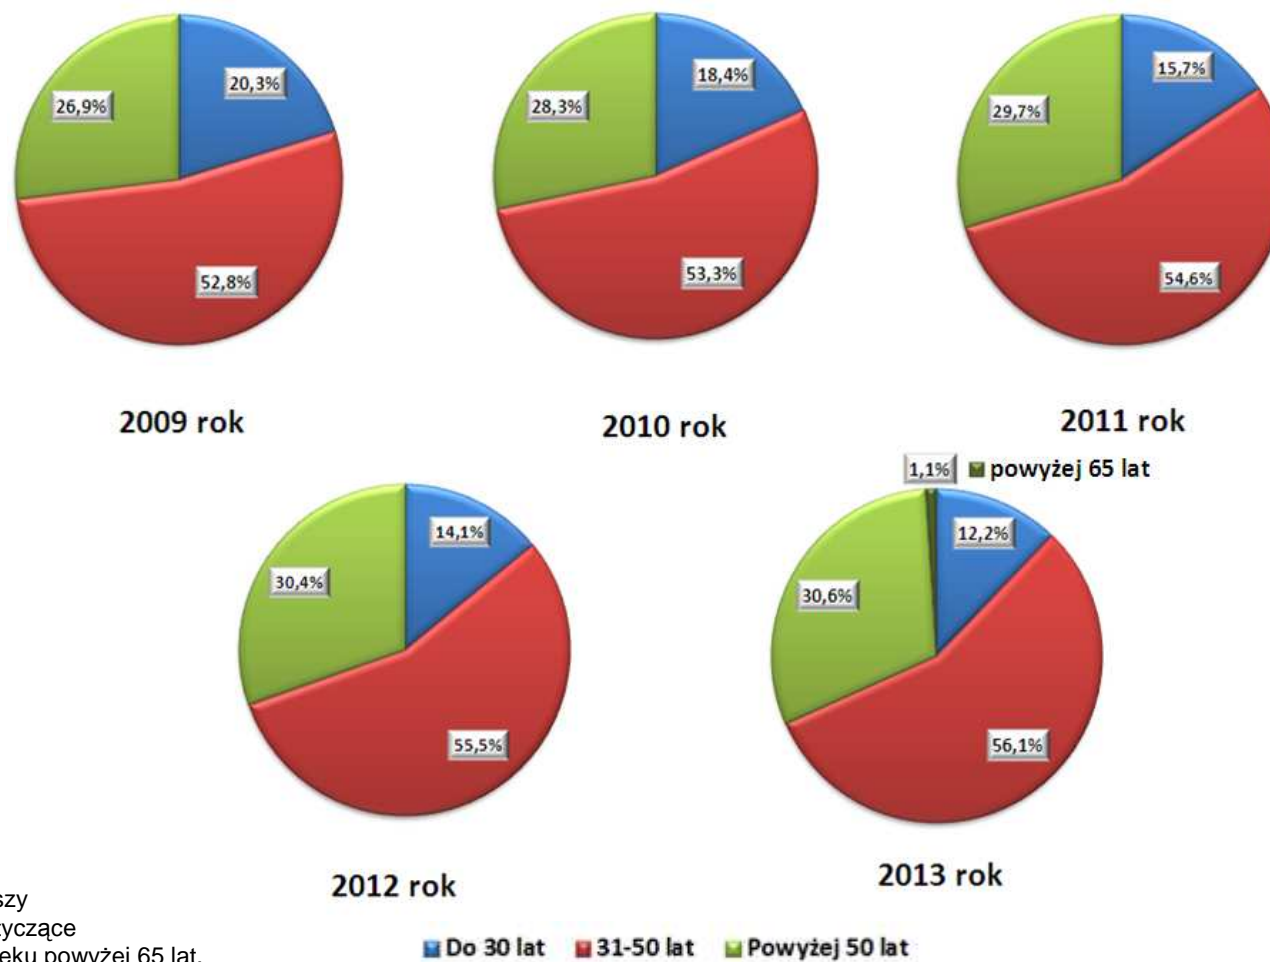 20,3%
26,9%
52,8%
2009 rok
18,4%
28,3%
53,3%
2010 rok
15,7%
29,7%
54,6%
2011 rok
14,1%
30,4%
55,5%
2012 rok
1,1% powyżej 65 lat
12,2%
30,6%
56,1%
2013 rok
szy
yczące
eku powyżej 65 lat.
Do 30 lat 31-50 lat Powyżej 50 lat